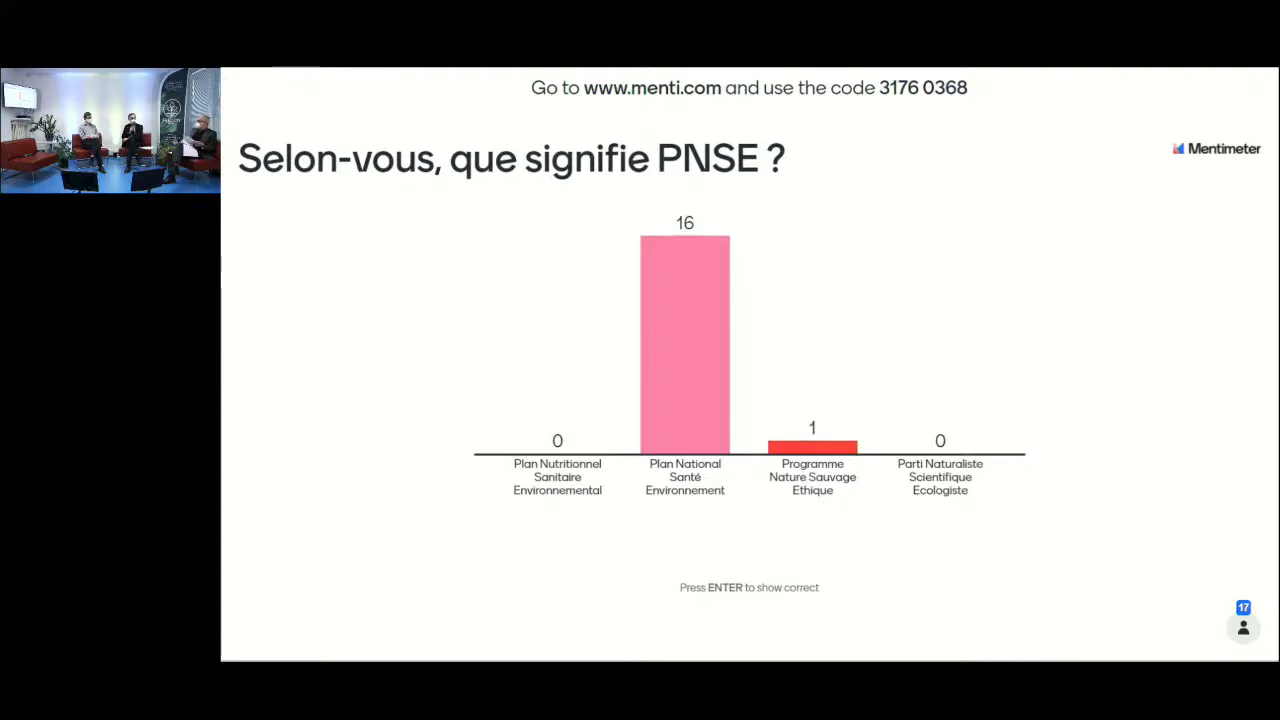 Go to www.menti.com and use the code 3176 0368
Selon-vous, que signifie PNSE ?
Mentimeter
16
0
1
0
Plan Nutritionnel
Sanitaire
Environnemental
Plan National
Santé
Environnement
Programme
Nature Sauvage
Ethique
Parti Naturaliste
Scientifique
Ecologiste
Press ENTER to show correct
17